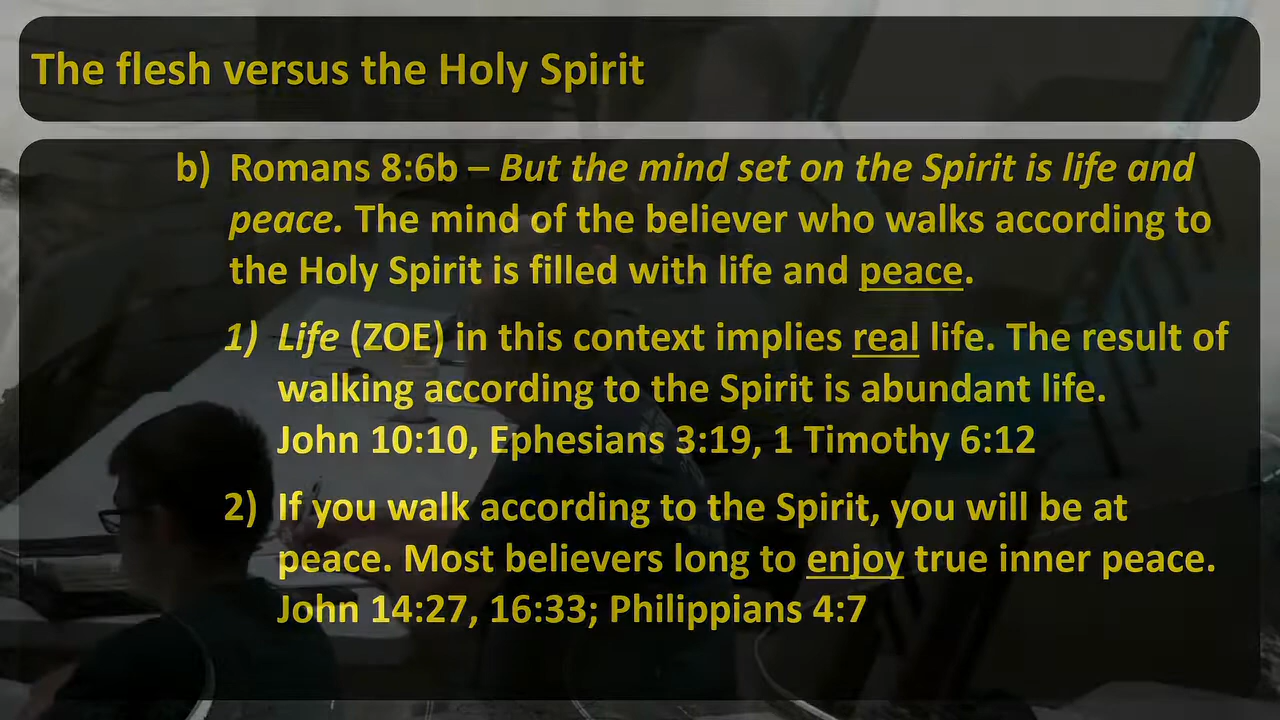 The flesh versus the Holy Spirit
b) Romans 8:6b – But the mind set on the Spirit is life and
peace. The mind of the believer who walks according to
the Holy Spirit is filled with life and peace.
1) Life (ZOE) in this context implies real life. The result of
walking according to the Spirit is abundant life.
John 10:10, Ephesians 3:19, 1 Timothy 6:12
2) If you walk according to the Spirit, you will be at
peace. Most believers long to enjoy true inner peace.
John 14:27, 16:33; Philippians 4:7